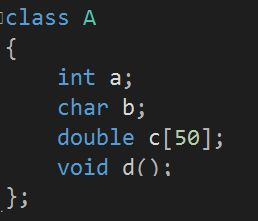 class A
{
    int a;
    char b;
    double c[50];
    void d();
};